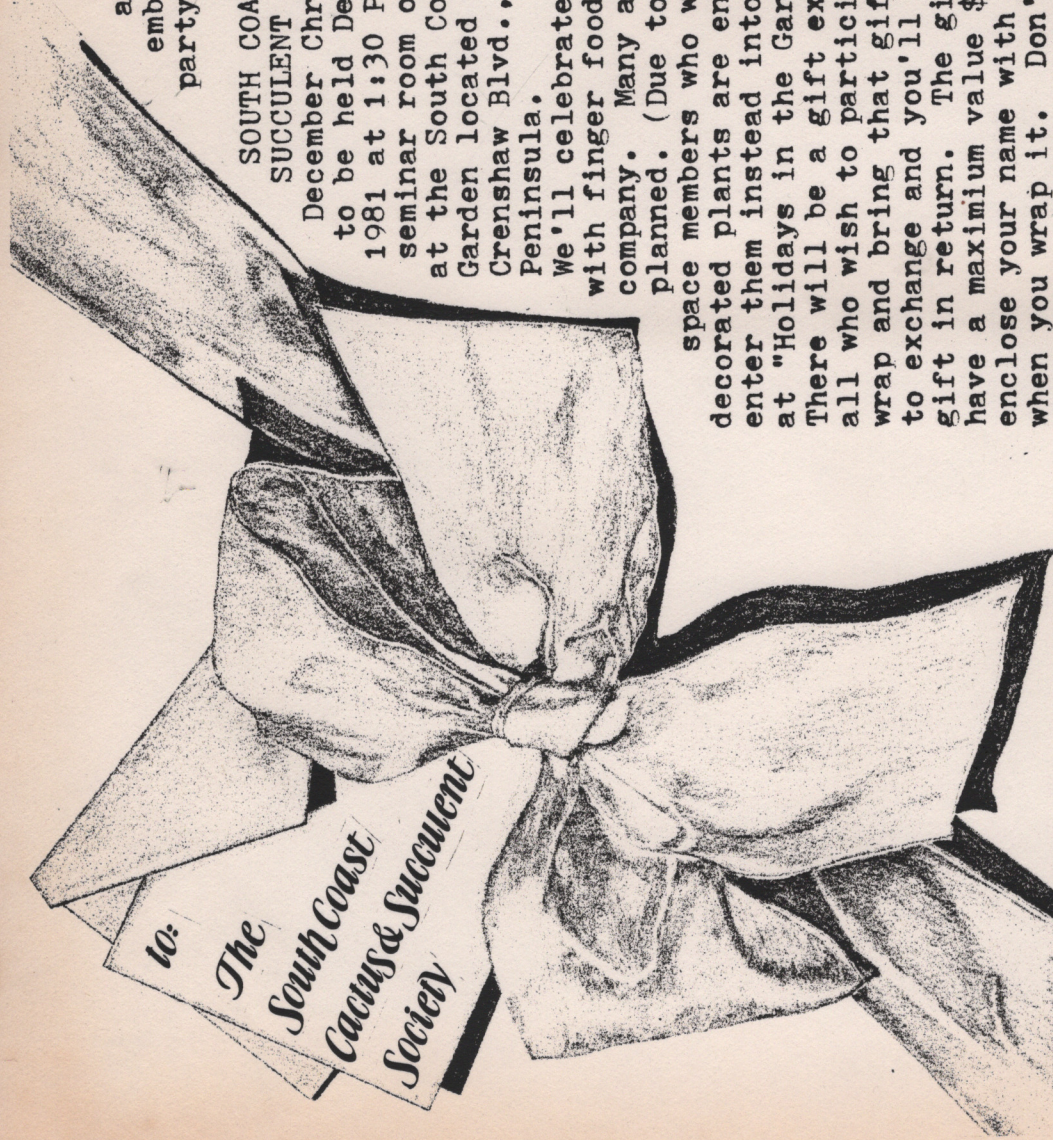 a
emb
party
SOUTH COA
SUCCULENT
December Chr
to be held De
1981 at 1:30 P
seminar room o
at the South Co
Garden located
Crenshaw Blvd.,
Peninsula.
We'll celebrate
with finger food
company. Many a
planned. (Due to
space members who w
decorated plants are en
enter them instead into
at "Holidays in the Gar
There will be a gift ex
all who wish to partici
wrap and bring that gif
to exchange and you'll
gift in return. The gi
have a maximium value $
enclose your name with
when you wrap it. Don'
to:
The
South Coast
Cactus & Succulent
Society